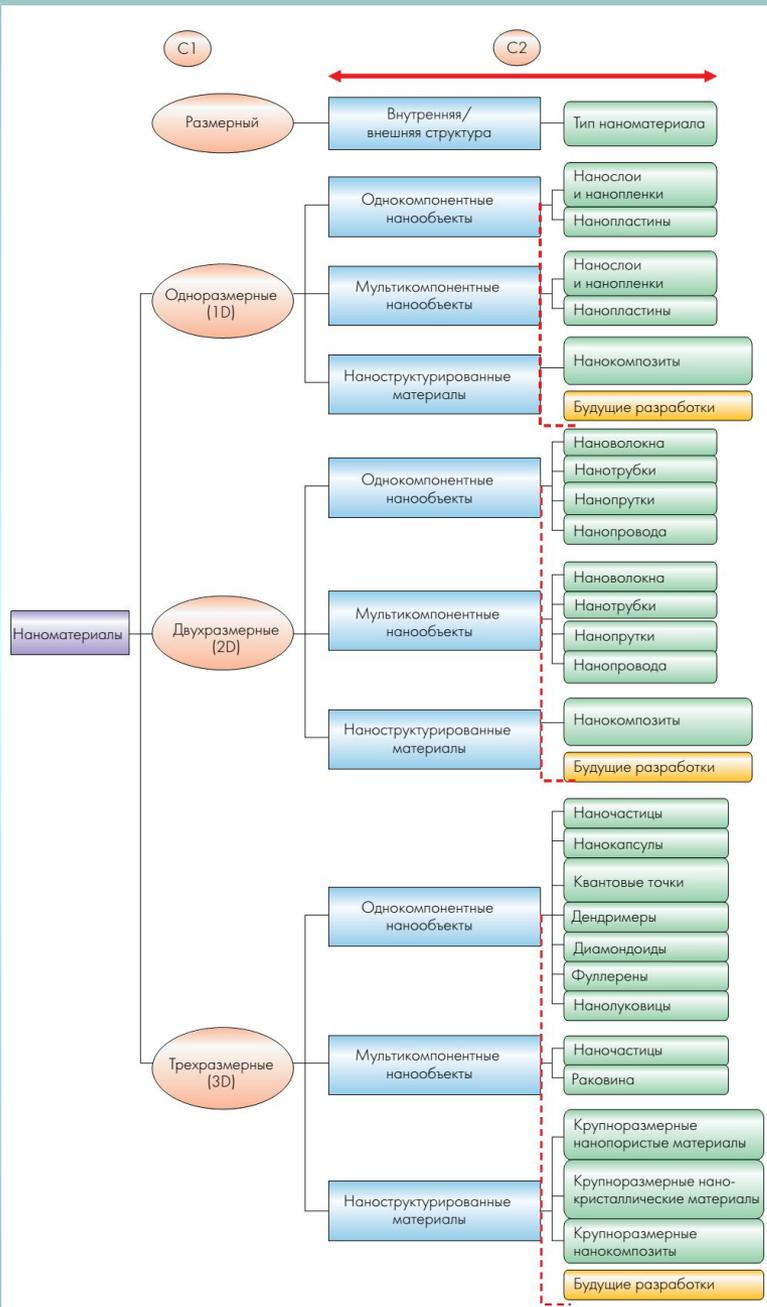 С1
С2
Размерный
Внутренняя/
внешняя структура
Тип наноматериала
Наноматериалы
Одноразмерные
(1D)
Однокомпонентные
нанообъекты
Нанослои
и нанопленки
Нанопластины
Мультикомпонентные
нанообъекты
Нанослои
и нанопленки
Нанопластины
Наноструктурированные
материалы
Нанокомпозиты
Будущие разработки
Двухразмерные
(2D)
Однокомпонентные
нанообъекты
Нановолокна
Нанотрубки
Нанопрутки
Нанопровода
Мультикомпонентные
нанообъекты
Нановолокна
Нанотрубки
Нанопрутки
Нанопровода
Наноструктурированные
материалы
Нанокомпозиты
Будущие разработки
Трехразмерные
(3D)
Однокомпонентные
нанообъекты
Наночастицы
Нанокапсулы
Квантовые точки
Дендримеры
Диамондоиды
Фуллерены
Нанолуковицы
Мультикомпонентные
нанообъекты
Наночастицы
Раковина
Наноструктурированные
материалы
Крупноразмерные
нанопористые материалы
Крупноразмерные нано-
кристаллические материалы
Крупноразмерные
нанокомпозиты
Будущие разработки